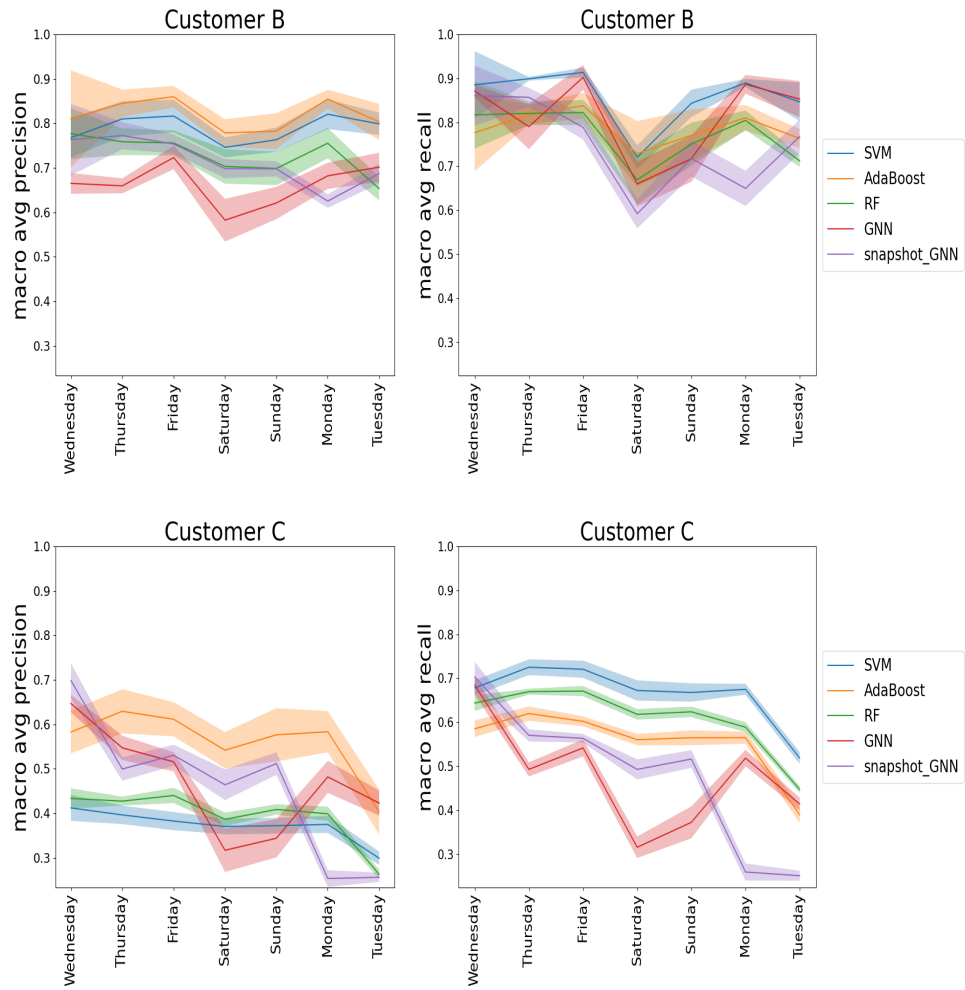 Customer B
macro avg precision
1.0
0.9
0.8
0.7
0.6
0.5
0.4
0.3
Wednesday
Thursday
Friday
Saturday
Sunday
Monday
Tuesday
Customer B
macro avg recall
1.0
0.9
0.8
0.7
0.6
0.5
0.4
0.3
Wednesday
Thursday
Friday
Saturday
Sunday
Monday
Tuesday
SVM
AdaBoost
RF
GNN
snapshot_GNN
Customer C
macro avg precision
1.0
0.9
0.8
0.7
0.6
0.5
0.4
0.3
Wednesday
Thursday
Friday
Saturday
Sunday
Monday
Tuesday
Customer C
macro avg recall
1.0
0.9
0.8
0.7
0.6
0.5
0.4
0.3
Wednesday
Thursday
Friday
Saturday
Sunday
Monday
Tuesday
SVM
AdaBoost
RF
GNN
snapshot_GNN